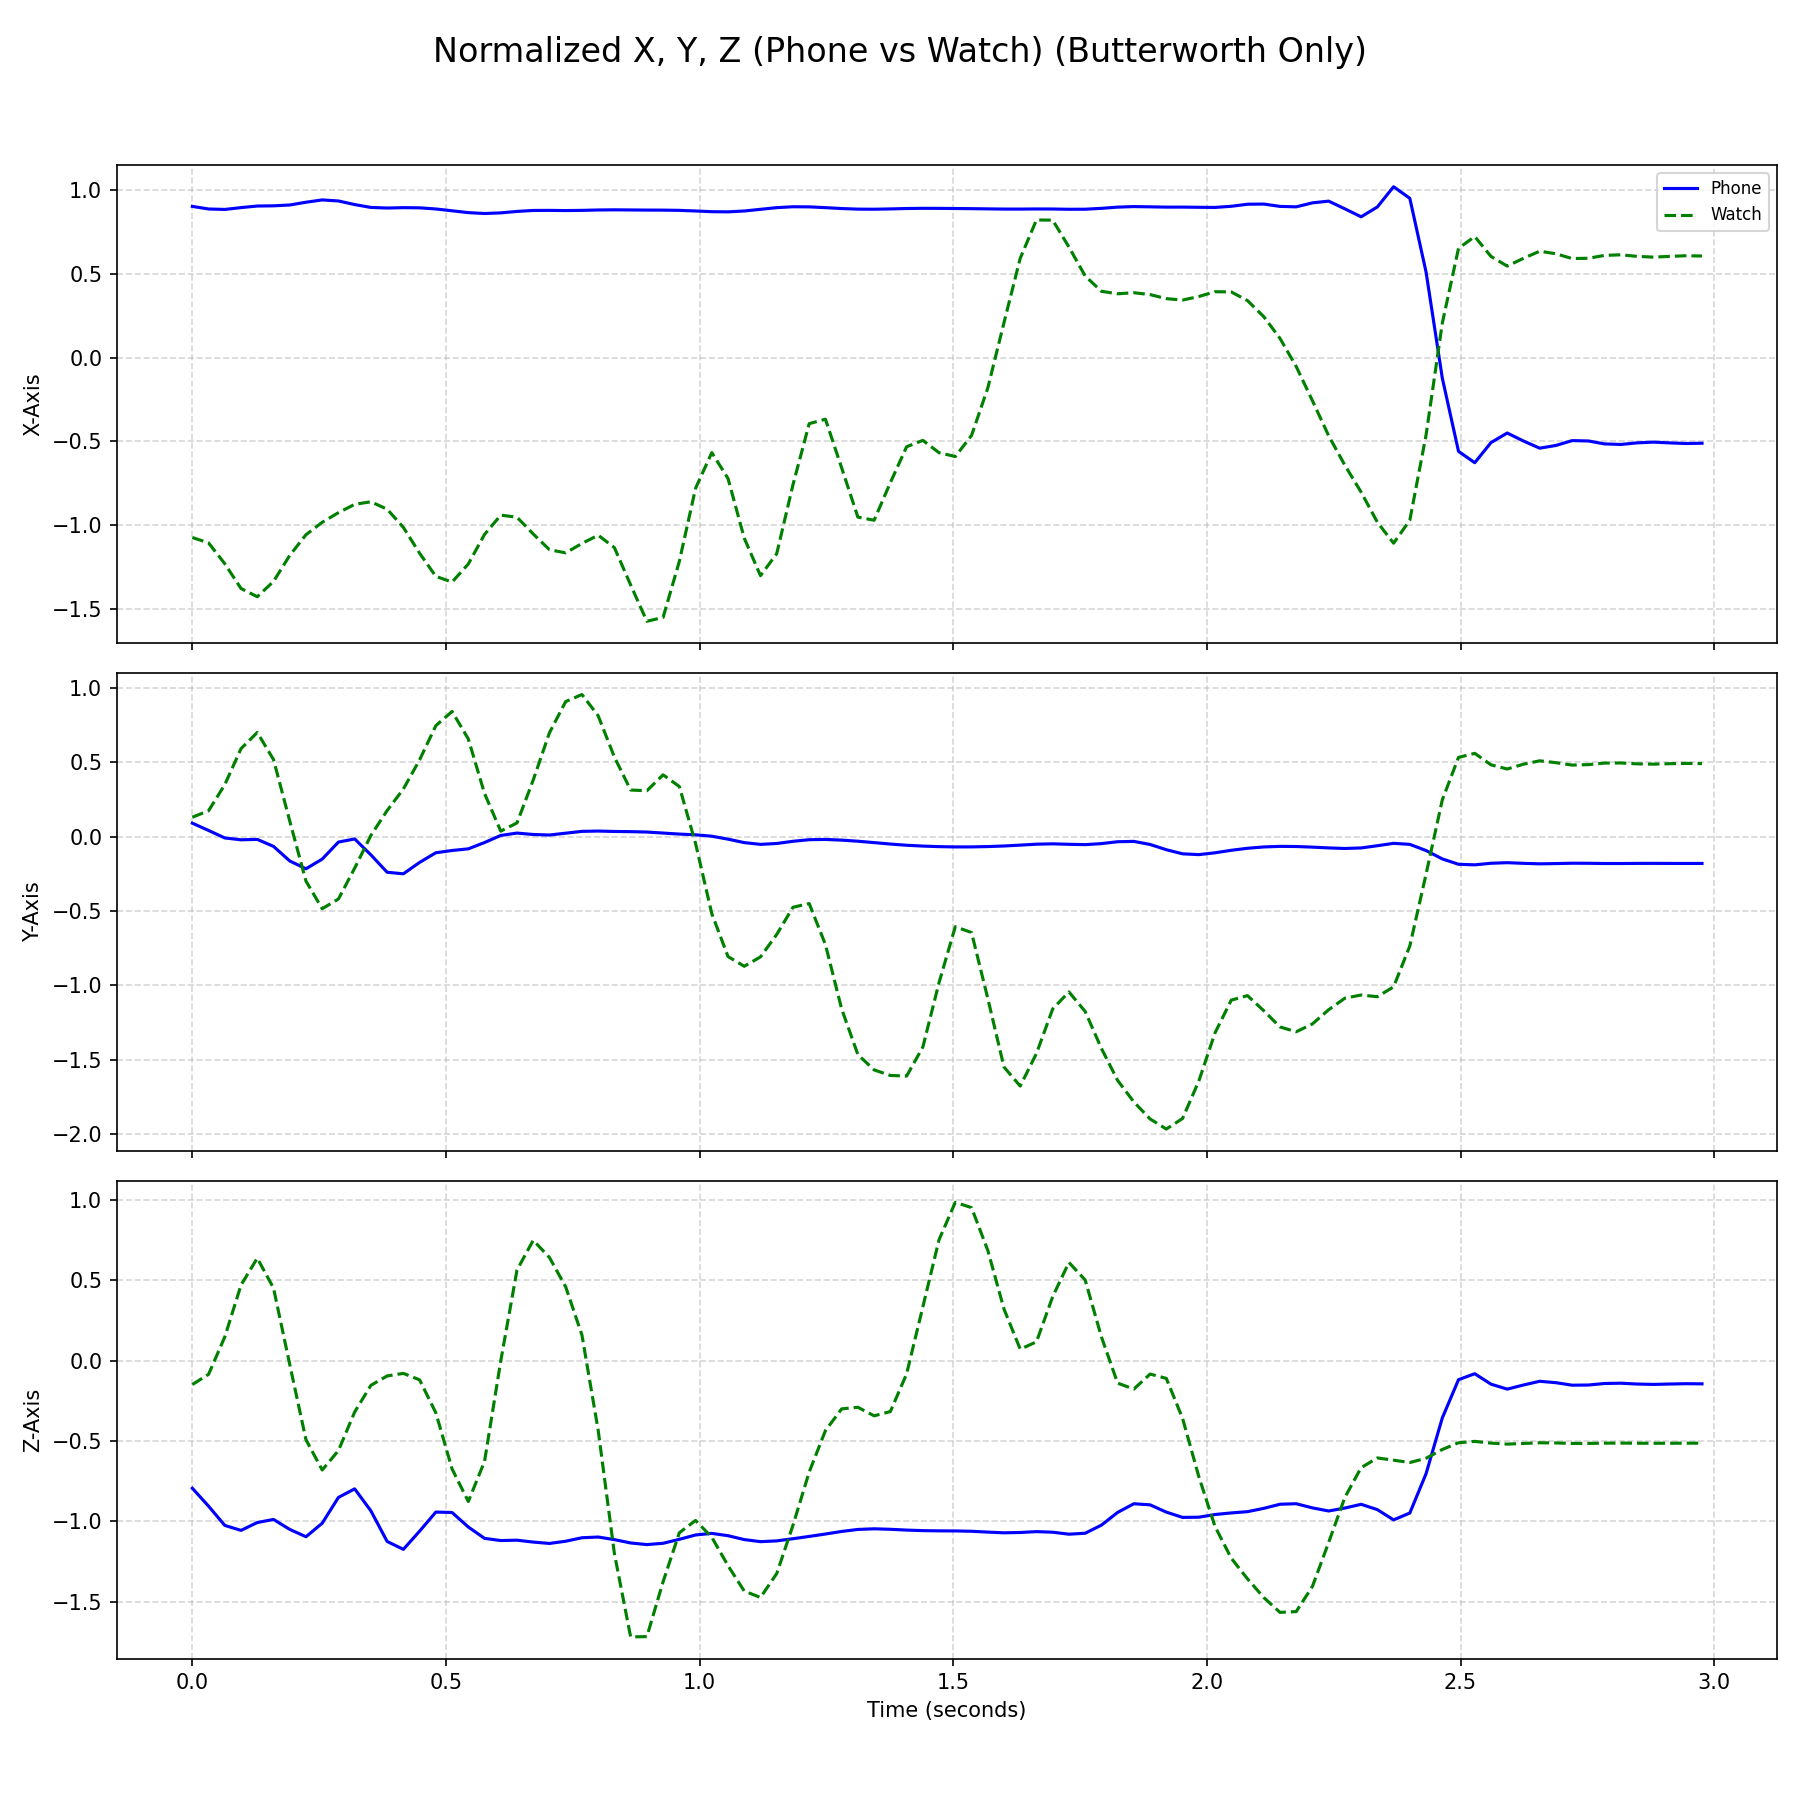 Normalized X, Y, Z (Phone vs Watch) (Butterworth Only)
Phone
Watch
1.0
0.5
0.0
−0.5
−1.0
−1.5
X-Axis
1.0
0.5
0.0
−0.5
−1.0
−1.5
−2.0
Y-Axis
1.0
0.5
0.0
−0.5
−1.0
−1.5
Z-Axis
0.0 0.5 1.0 1.5 2.0 2.5 3.0
Time (seconds)